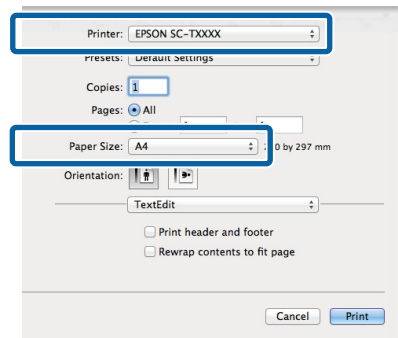 Printer: EPSON SC-TXXXX
Presets: Default Settings
Copies: 1
Pages: All
Paper Size: A4 by 297 mm
Orientation:
TextEdit
Print header and footer
Rewrap contents to fit page
Cancel Print